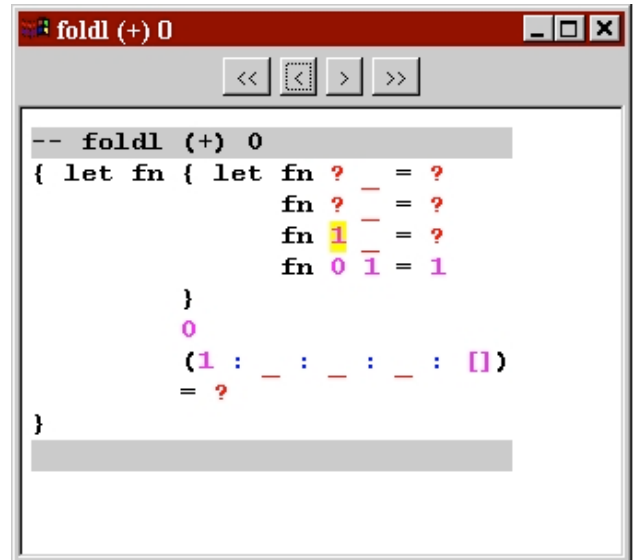 foldl (+) 0
<< < > >>
-- foldl (+) 0
{ let fn { let fn ? _ = ?
fn ? _ = ?
fn 1 _ = ?
fn 0 1 = 1
}
0
(1 : _ : _ : _ : [])
= ?
}